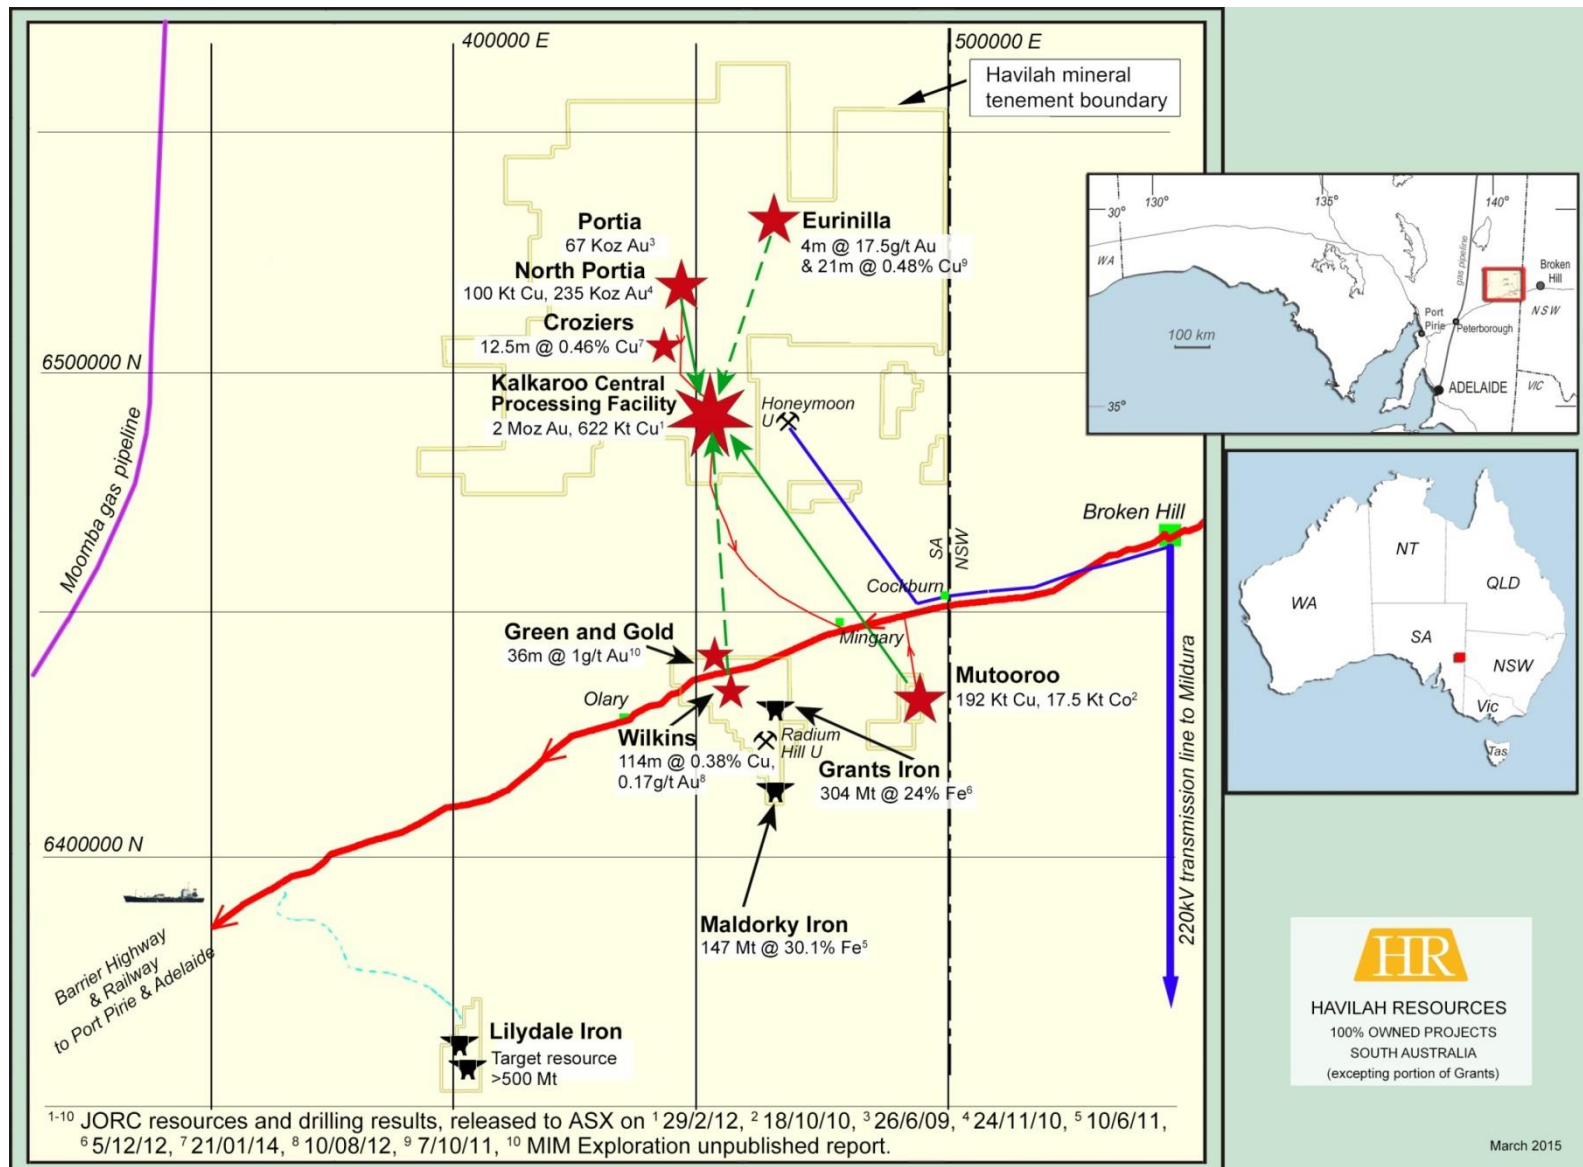 400000 E
500000 E
Havilah mineral
tenement boundary
Portia
67 Koz Au³
North Portia
100 Kt Cu, 235 Koz Au⁴
Croziers
12.5m @ 0.46% Cu⁷
Eurinilla
4m @ 17.5g/t Au
& 21m @ 0.48% Cu⁹
6500000 N
Kalkaroo Central
Processing Facility
2 Moz Au, 622 Kt Cu¹
Honeymoon
U
Moomba gas pipeline
SA
NSW
Broken Hill
Cockburn
Mingary
Green and Gold
36m @ 1g/t Au¹⁰
Olary
Mutooroo
192 Kt Cu, 17.5 Kt Co²
Wilkins
114m @ 0.38% Cu,
0.17g/t Au⁸
Radium
Hill U
Grants Iron
304 Mt @ 24% Fe⁶
220kV transmission line to Mildura
6400000 N
Maldorky Iron
147 Mt @ 30.1% Fe⁵
Barrier Highway
& Railway
to Port Pirie & Adelaide
Lilydale Iron
Target resource
>500 Mt
¹⁻¹⁰ JORC resources and drilling results, released to ASX on ¹ 29/2/12, ² 18/10/10, ³ 26/6/09, ⁴ 24/11/10, ⁵ 10/6/11,
⁶ 5/12/12, ⁷ 21/01/14, ⁸ 10/08/12, ⁹ 7/10/11, ¹⁰ MIM Exploration unpublished report.
130°
135°
140°
30°
WA
gas pipeline
Broken
Hill
NSW
Port
Pirie
Peterborough
100 km
ADELAIDE
VIC
35°
NT
QLD
WA
SA
NSW
Vic
Tas
HR
HAVILAH RESOURCES
100% OWNED PROJECTS
SOUTH AUSTRALIA
(excepting portion of Grants)
March 2015